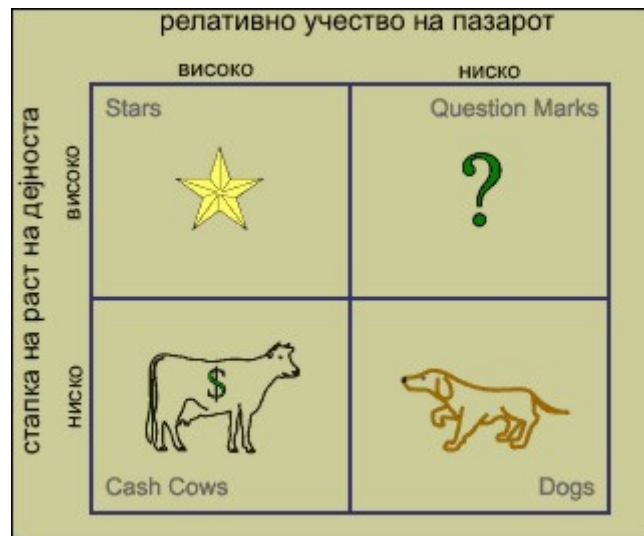 релативно учество на пазарот
високо
ниско
стапка на раст на дејноста
високо
Stars
Question Marks
?
ниско
$
Cash Cows
Dogs